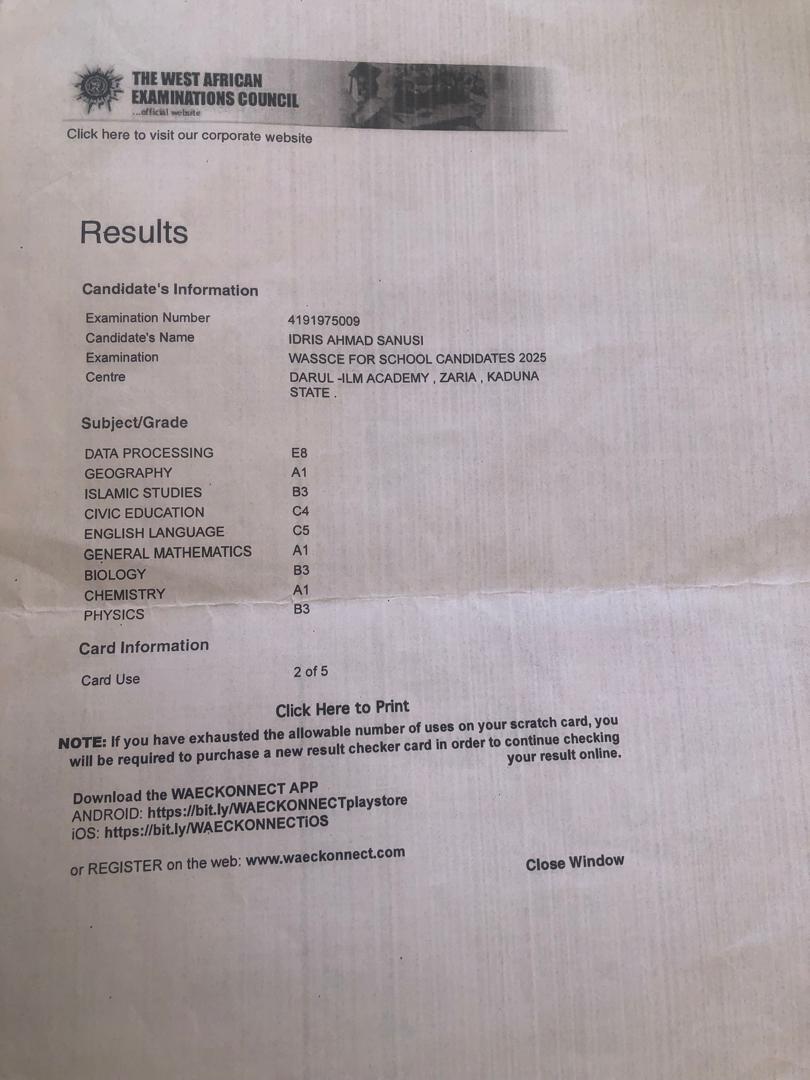 THE WEST AFRICAN
EXAMINATIONS COUNCIL
...official website
Click here to visit our corporate website
Results
Candidate's Information
Examination Number 4191975009
Candidate's Name IDRIS AHMAD SANUSI
Examination WASSCE FOR SCHOOL CANDIDATES 2025
Centre DARUL -ILM ACADEMY , ZARIA , KADUNA
STATE .
Subject/Grade
DATA PROCESSING E8
GEOGRAPHY A1
ISLAMIC STUDIES B3
CIVIC EDUCATION C4
ENGLISH LANGUAGE C5
GENERAL MATHEMATICS A1
BIOLOGY B3
CHEMISTRY A1
PHYSICS B3
Card Information
Card Use 2 of 5
Click Here to Print
NOTE: If you have exhausted the allowable number of uses on your scratch card, you
will be required to purchase a new result checker card in order to continue checking
your result online.
Download the WAECKONNECT APP
ANDROID: https://bit.ly/WAECKONNECTplaystore
iOS: https://bit.ly/WAECKONNECTiOS
or REGISTER on the web: www.waeckonnect.com
Close Window